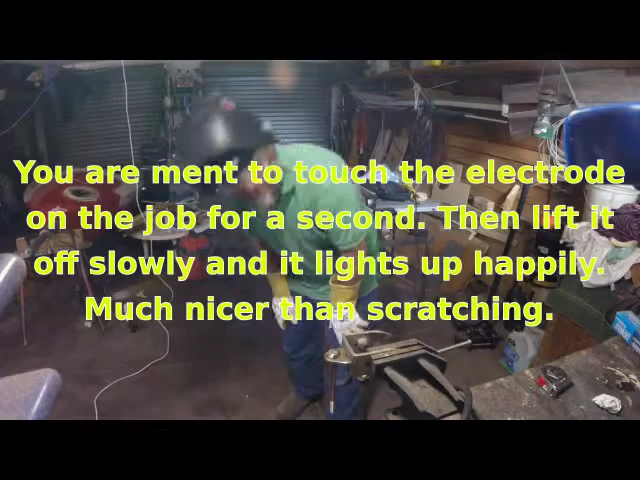 You are ment to touch the electrode
on the job for a second. Then lift it
off slowly and it lights up happily.
Much nicer than scratching.